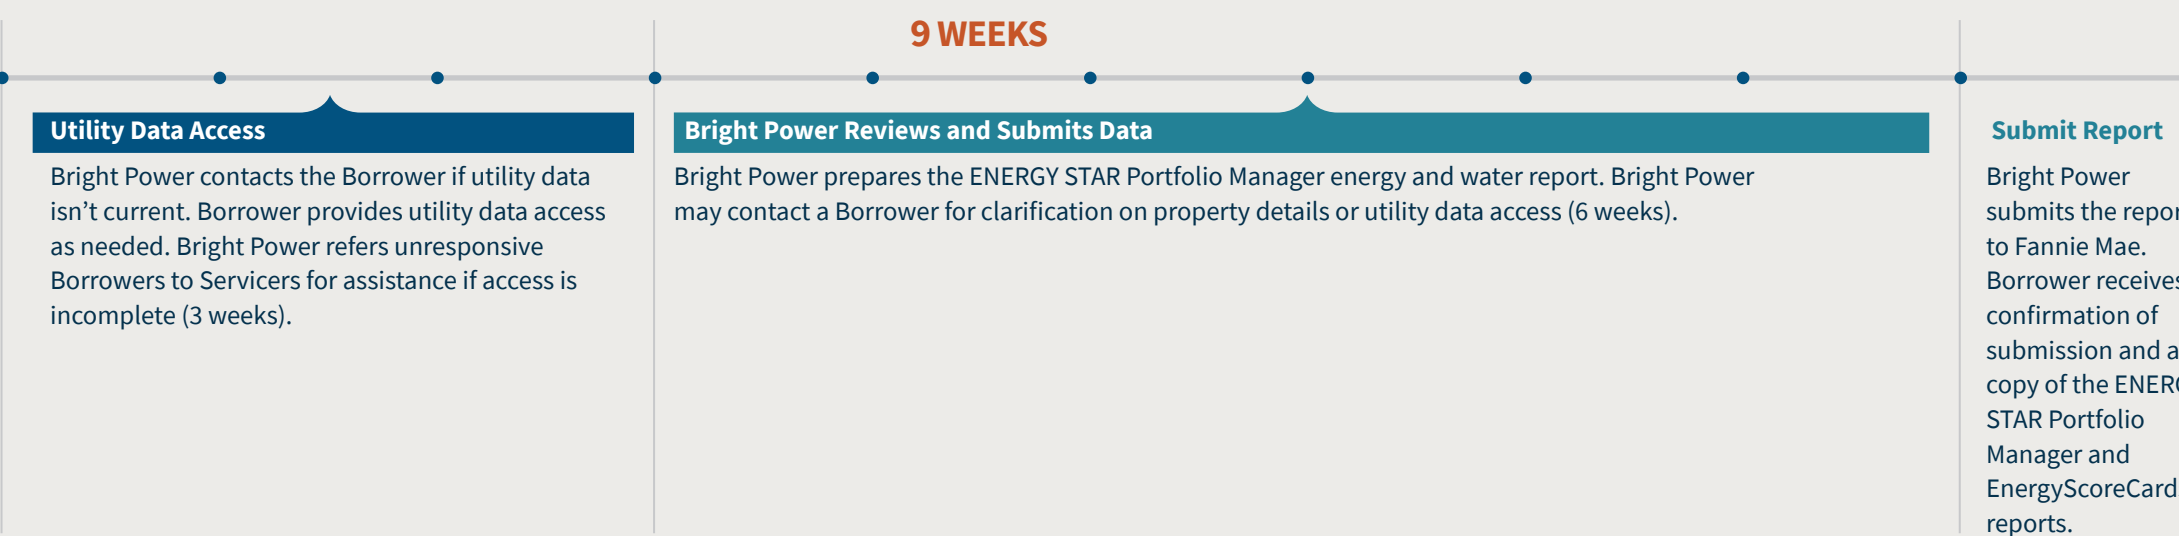 9 WEEKS
Utility Data Access
Bright Power contacts the Borrower if utility data
isn’t current. Borrower provides utility data access
as needed. Bright Power refers unresponsive
Borrowers to Servicers for assistance if access is
incomplete (3 weeks).
Bright Power Reviews and Submits Data
Bright Power prepares the ENERGY STAR Portfolio Manager energy and water report. Bright Power
may contact a Borrower for clarification on property details or utility data access (6 weeks).
Submit Report
Bright Power
submits the
to Fannie Mae.
Borrower
confirmation of
submission and a
copy of the
STAR Portfolio
Manager and
EnergyScoreCard
reports.